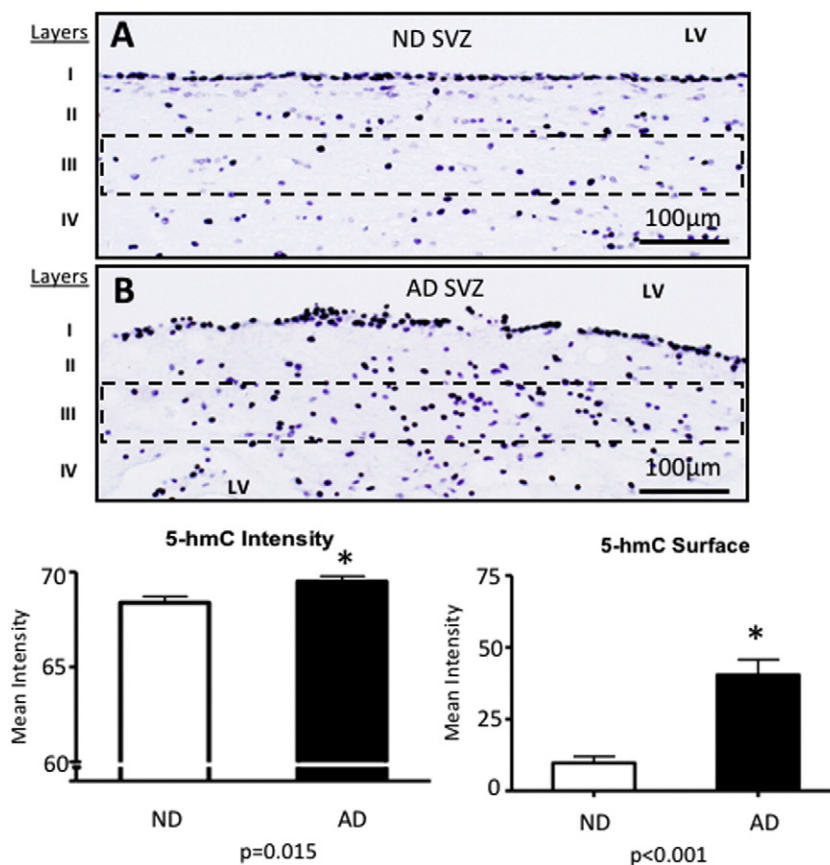 Layers
A
ND SVZ
LV
I
II
III
IV
100μm
Layers
B
AD SVZ
LV
I
II
III
IV
LV
100μm
5-hmC Intensity
*
70
65
60
Mean Intensity
ND
AD
p=0.015
5-hmC Surface
*
75
50
25
0
Mean Intensity
ND
AD
p<0.001